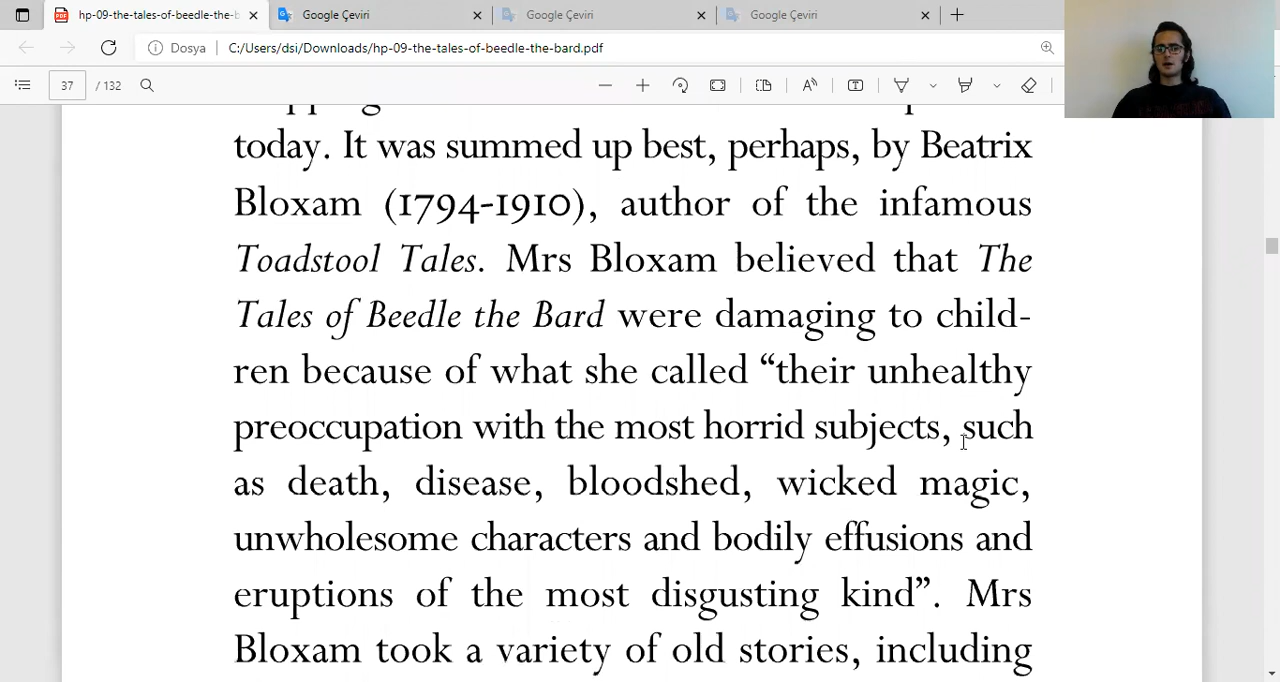 hp-09-the-tales-of-beedle-the-b
Google Çeviri
Google Çeviri
Google Çeviri
Dosya
C:/Users/dsi/Downloads/hp-09-the-tales-of-beedle-the-bard.pdf
37 / 132
today. It was summed up best, perhaps, by Beatrix
Bloxam (1794-1910), author of the infamous
Toadstool Tales. Mrs Bloxam believed that The
Tales of Beedle the Bard were damaging to child-
ren because of what she called “their unhealthy
preoccupation with the most horrid subjects, such
as death, disease, bloodshed, wicked magic,
unwholesome characters and bodily effusions and
eruptions of the most disgusting kind”. Mrs
Bloxam took a variety of old stories, including